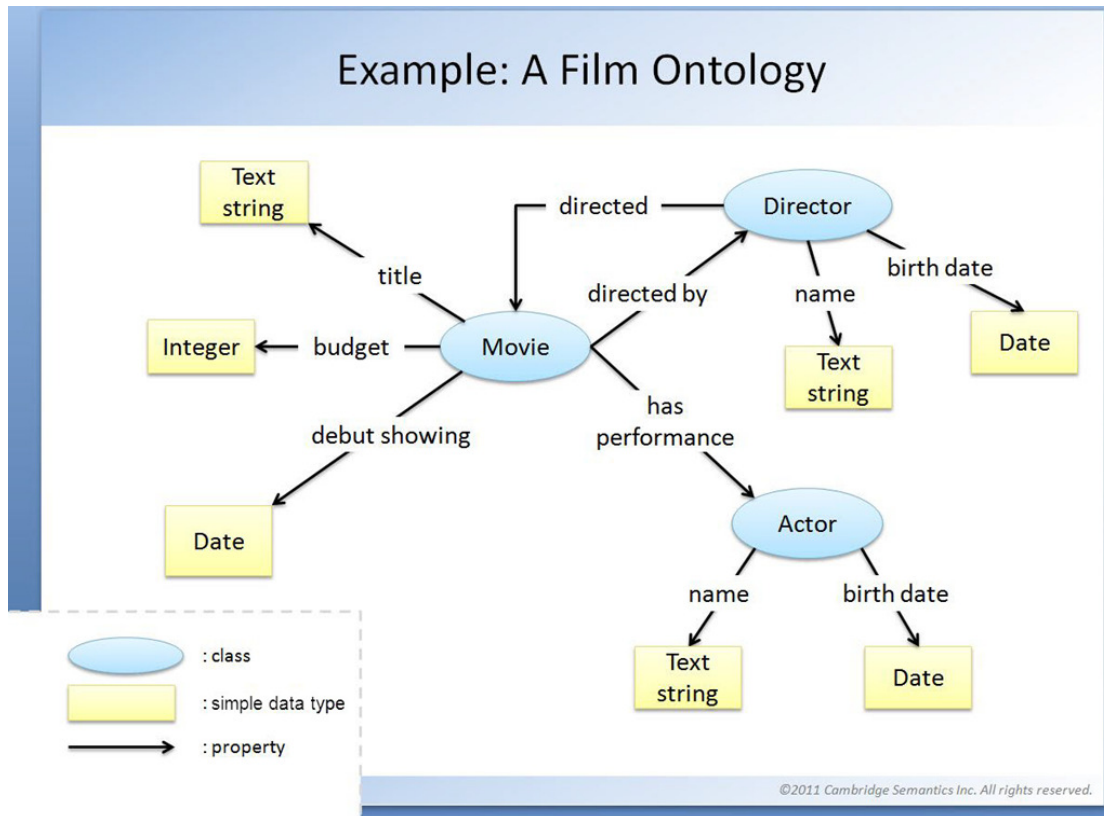 Example: A Film Ontology
Text
string
title
Integer
budget
Movie
debut showing
Date
directed
directed by
Director
name
Text
string
birth date
Date
has
performance
Actor
name
Text
string
birth date
Date
: class
: simple data type
: property
©2011 Cambridge Semantics Inc. All rights reserved.